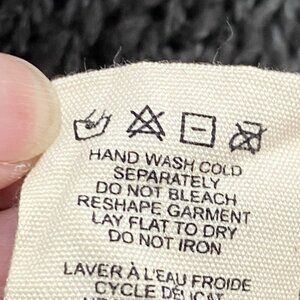 HAND WASH COLD
SEPARATELY
DO NOT BLEACH
RESHAPE GARMENT
LAY FLAT TO DRY
DO NOT IRON
LAVER À L'EAU FROIDE
CYCLE DÉLICAT